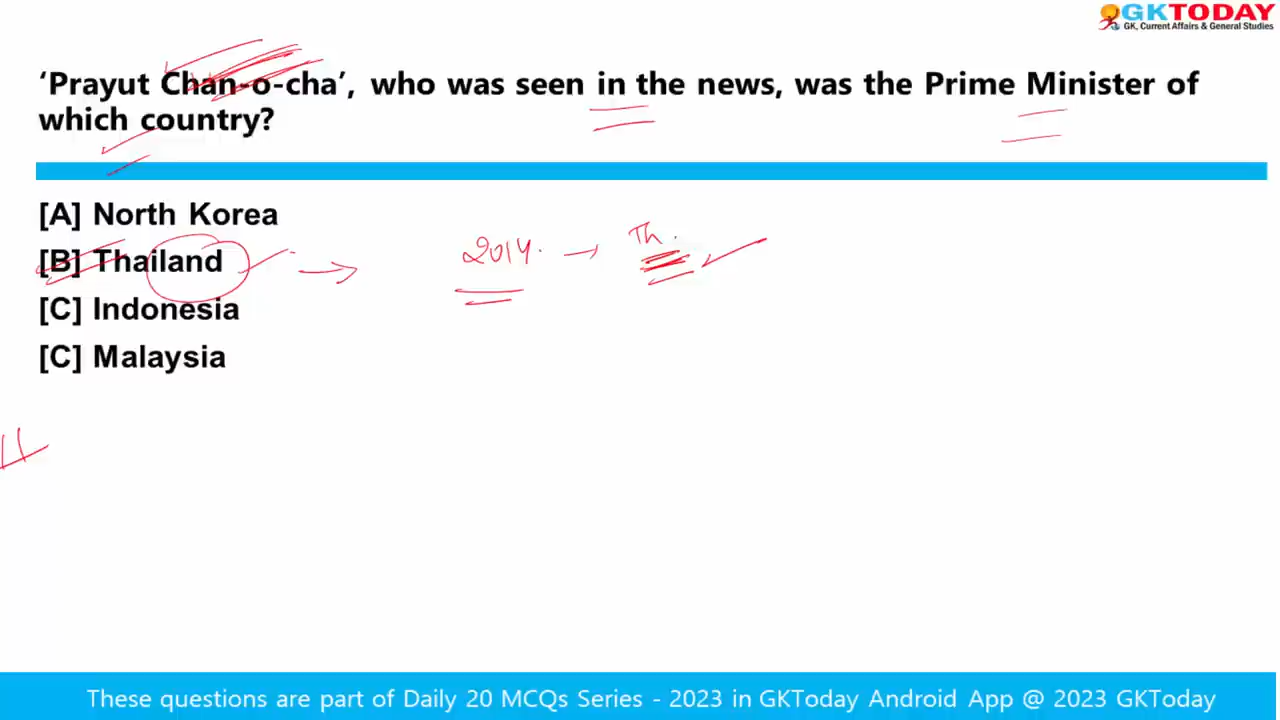 GKTODAY
GK, Current Affairs & General Studies
‘Prayut Chan-o-cha’, who was seen in the news, was the Prime Minister of
which country?
[A] North Korea
[B] Thailand
2014. → Th.
[C] Indonesia
[C] Malaysia
These questions are part of Daily 20 MCQs Series - 2023 in GKToday Android App @ 2023 GKToday